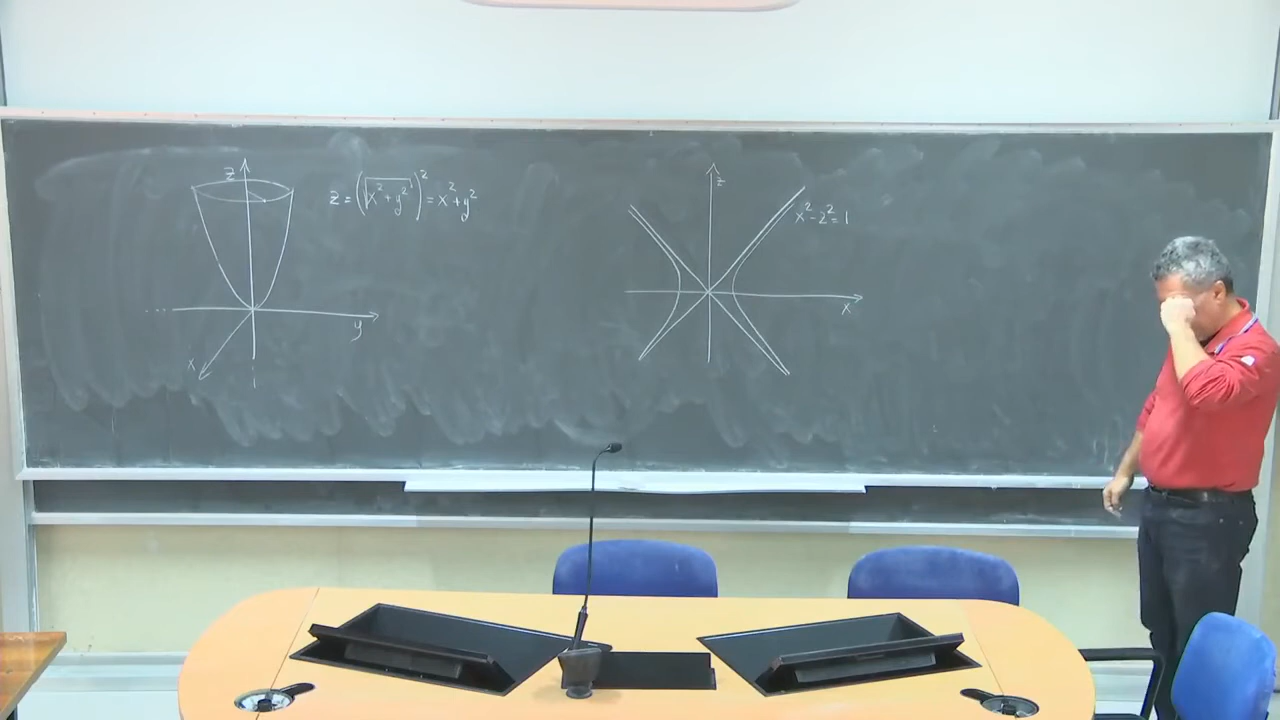 z
z = (√x²+y²)² = x²+y²
y
x
z
x²-z²=1
x